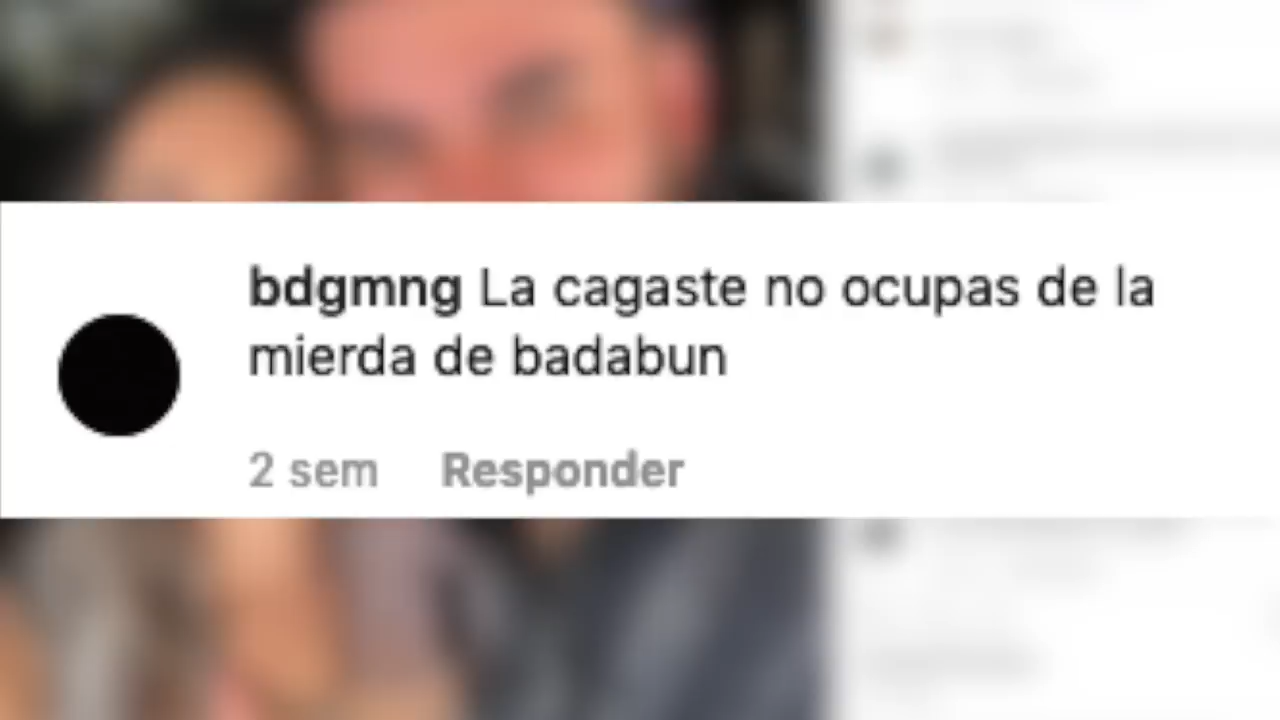 bdgmng La cagaste no ocupas de la
mierda de badabun
2 sem Responder